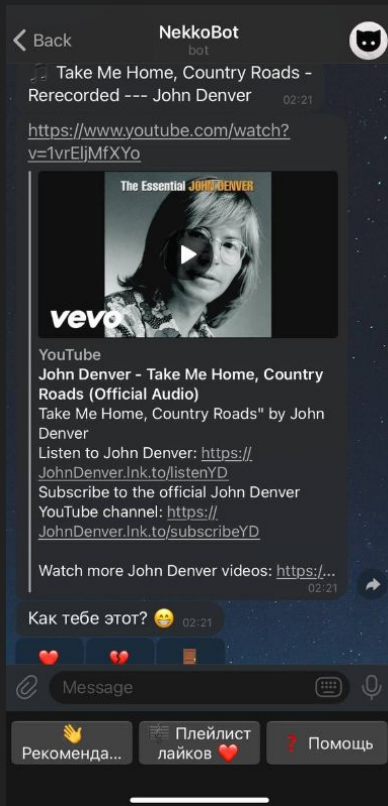 Back
NekkoBot
bot
🎵 Take Me Home, Country Roads -
Rerecorded --- John Denver
02:21
https://www.youtube.com/watch?
v=1vrEljMfXYo
The Essential JOHN DENVER
vevo
YouTube
John Denver - Take Me Home, Country
Roads (Official Audio)
Take Me Home, Country Roads" by John
Denver
Listen to John Denver: https://
JohnDenver.lnk.to/listenYD
Subscribe to the official John Denver
YouTube channel: https://
JohnDenver.lnk.to/subscribeYD
Watch more John Denver videos: https:/...
02:21
Как тебе этот? 😁 02:21
❤️ 💔 🚪
Message
👋
Рекоменда...
🎼 Плейлист
лайков ❤️
❓ Помощь